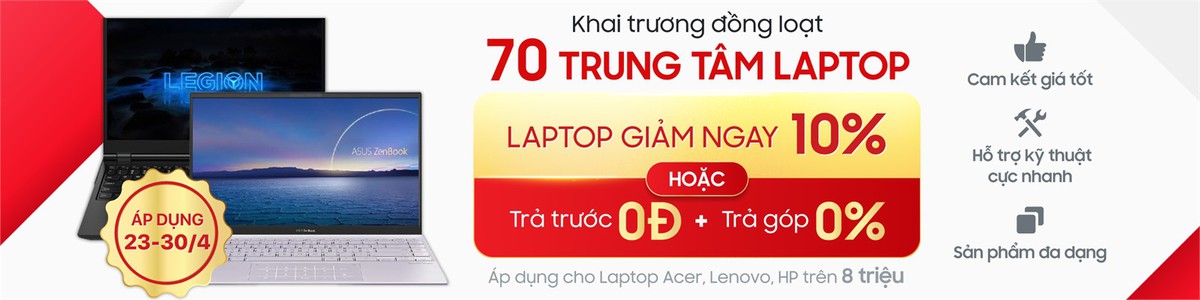 LEGION
ASUS ZenBook
ÁP DỤNG
23-30/4
Khai trương đồng loạt
70 TRUNG TÂM LAPTOP
LAPTOP GIẢM NGAY 10%
HOẶC
Trả trước 0Đ + Trả góp 0%
Áp dụng cho Laptop Acer, Lenovo, HP trên 8 triệu
Cam kết giá tốt
Hỗ trợ kỹ thuật
cực nhanh
Sản phẩm đa dạng